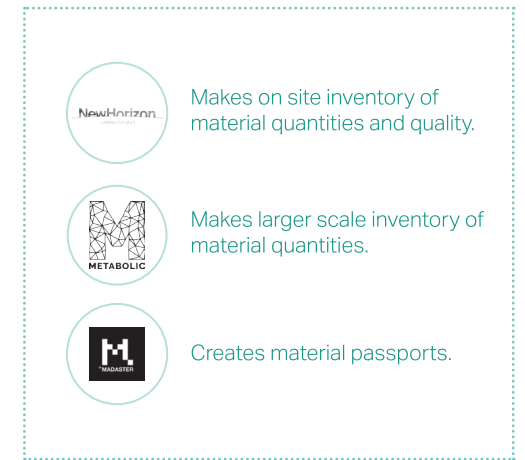 NewHorizon
Makes on site inventory of
material quantities and quality.
M
METABOLIC
Makes larger scale inventory of
material quantities.
M.
MADASTER
Creates material passports.